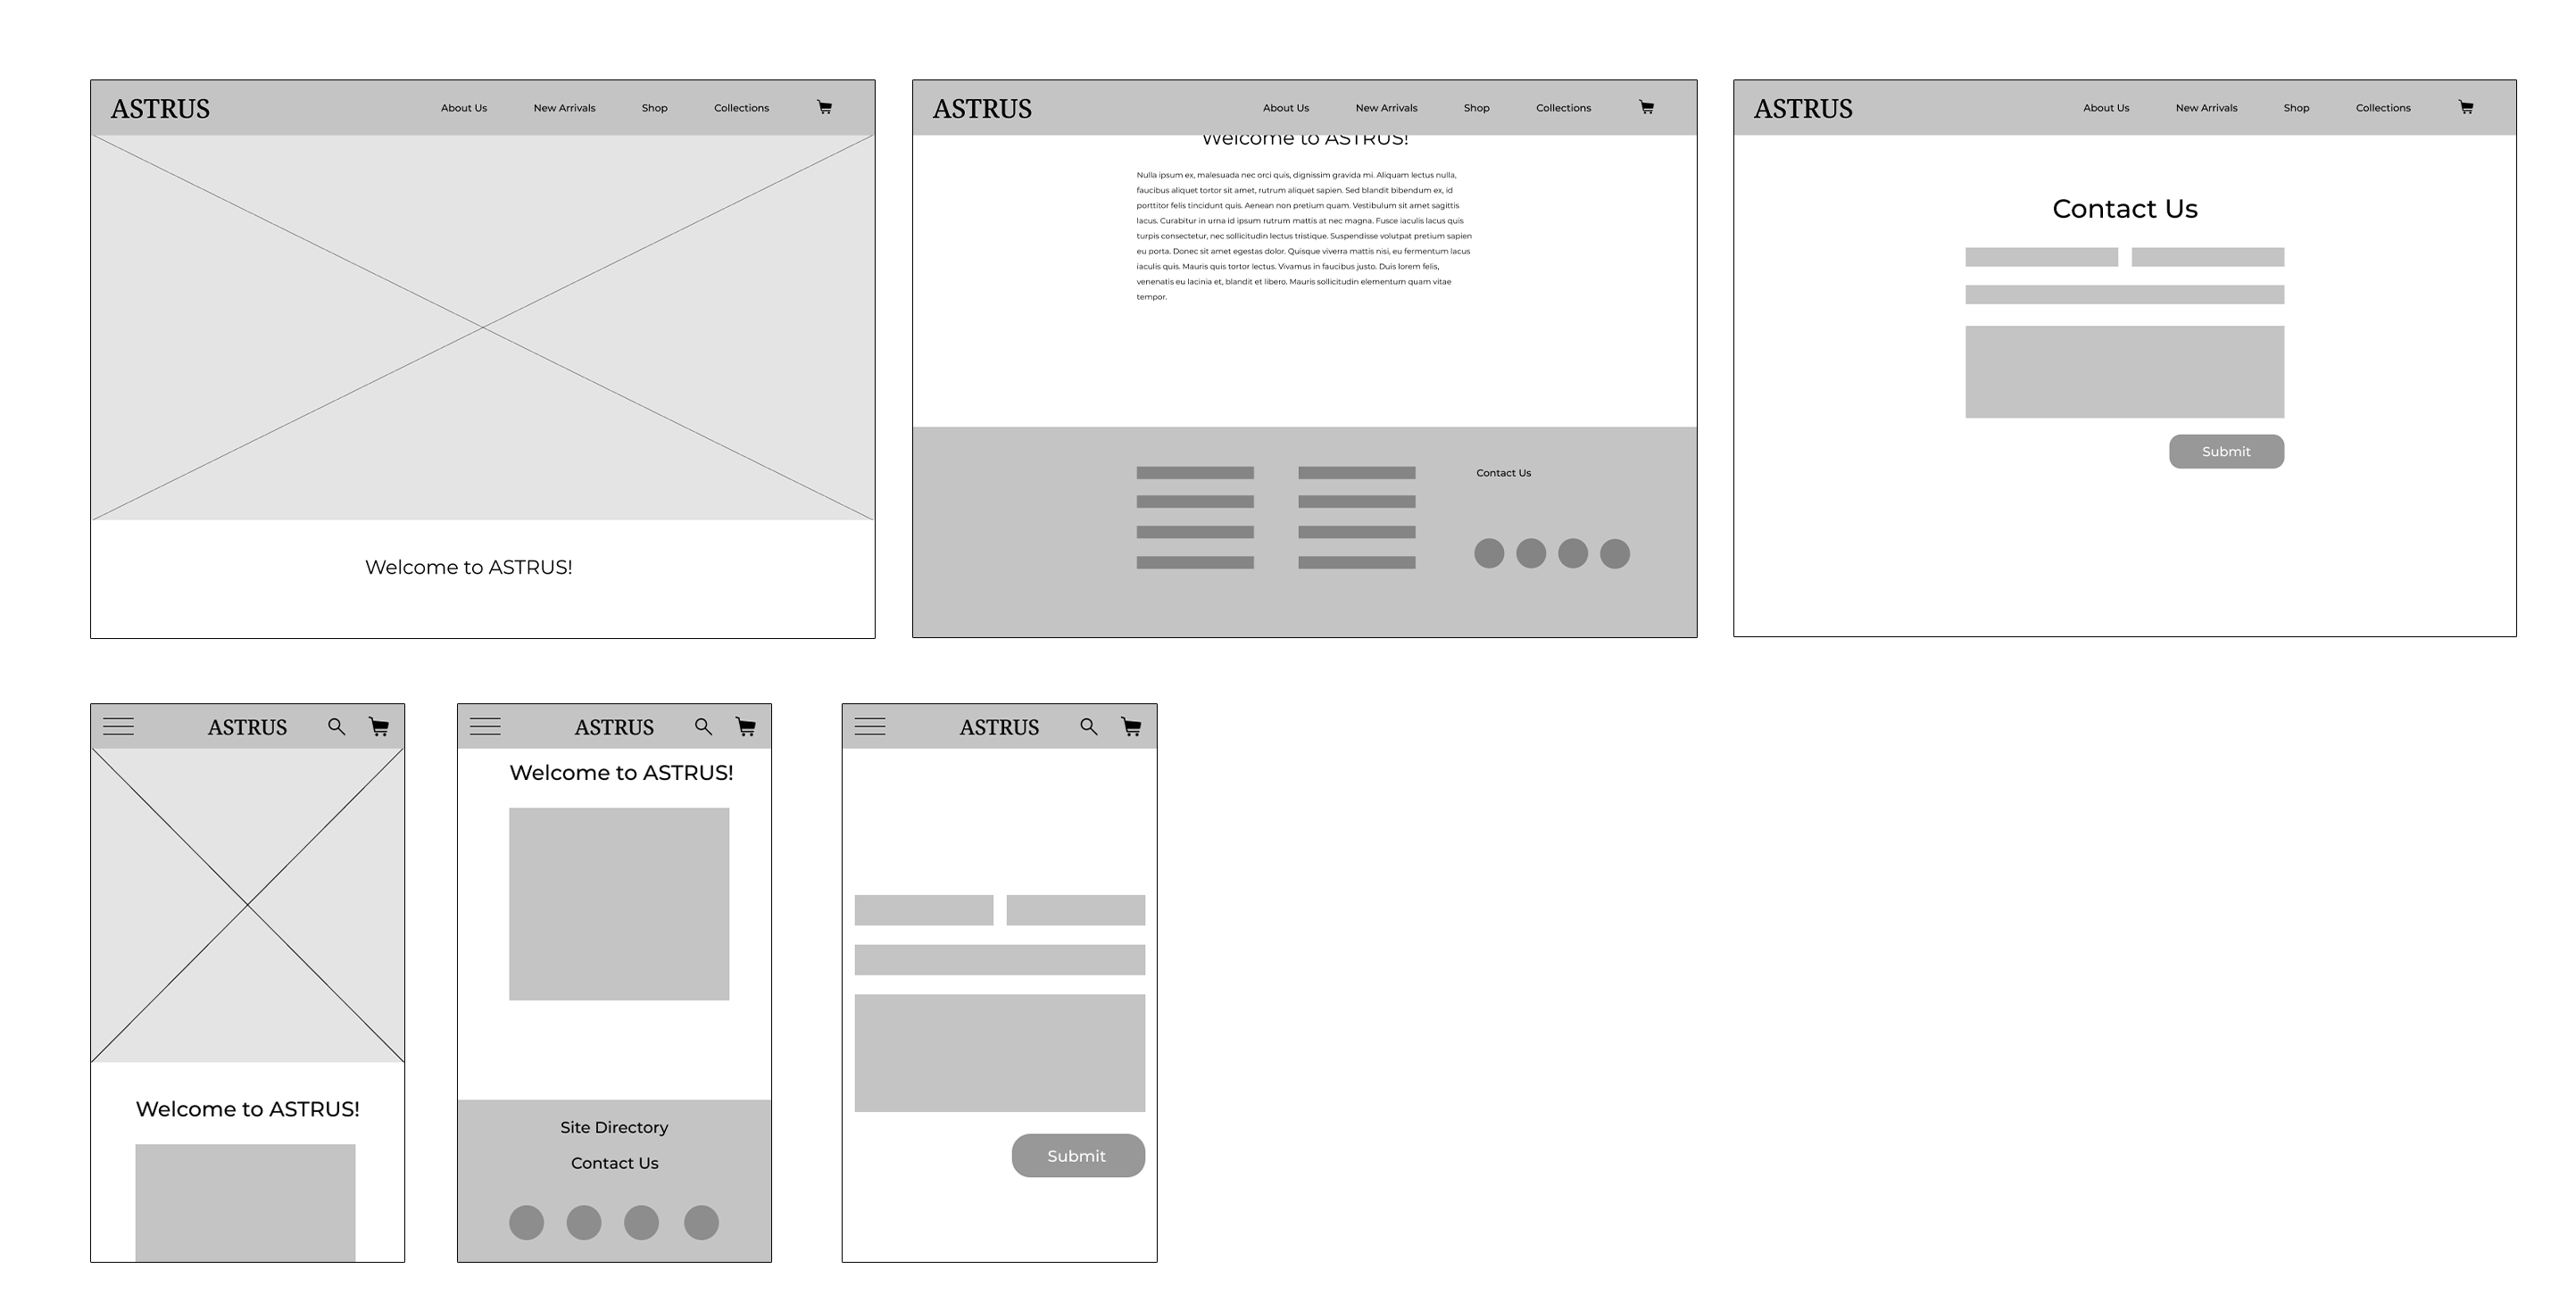 ASTRUS About Us New Arrivals Shop Collections
Welcome to ASTRUS!
ASTRUS About Us New Arrivals Shop Collections
Welcome to ASTRUS!
Nulla ipsum ex, malesuada nec orci quis, dignissim gravida mi. Aliquam lectus nulla,
faucibus aliquet tortor sit amet, rutrum aliquet sapien. Sed blandit bibendum ex, id
porttitor felis tincidunt quis. Aenean non pretium quam. Vestibulum sit amet sagittis
lacus. Curabitur in urna id ipsum rutrum mattis at nec magna. Fusce iaculis lacus quis
turpis consectetur, nec sollicitudin lectus tristique. Suspendisse volutpat pretium sapien
eu porta. Donec sit amet egestas dolor. Quisque viverra mattis nisi, eu fermentum lacus
iaculis quis. Mauris quis tortor lectus. Vivamus in faucibus justo. Duis lorem felis,
venenatis eu lacinia et, blandit et libero. Mauris sollicitudin elementum quam vitae
tempor.
Contact Us
ASTRUS About Us New Arrivals Shop Collections
Contact Us
Submit
ASTRUS
Welcome to ASTRUS!
ASTRUS
Welcome to ASTRUS!
Site Directory
Contact Us
ASTRUS
Submit